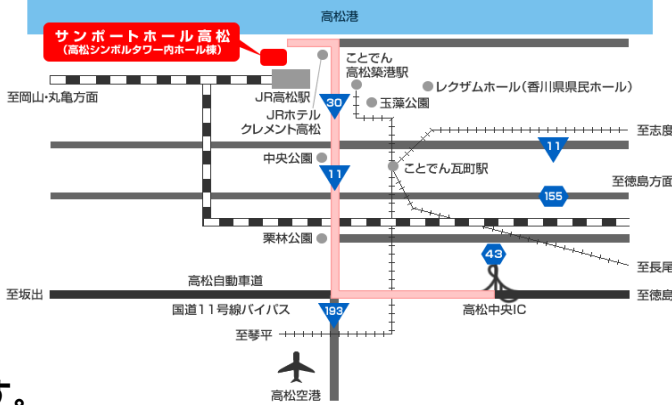 高松港
サンポートホール高松
(高松シンボルタワー内ホール棟)
ことでん
高松築港駅
レクザムホール(香川県県民ホール)
至岡山・丸亀方面
JR高松駅
30
玉藻公園
JRホテル
クレメント高松
至志度
11
中央公園
11
ことでん瓦町駅
至徳島方面
155
栗林公園
43
至長尾
高松自動車道
至坂出
至徳島
国道11号線バイパス
193
高松中央IC
至琴平
高松空港
す。